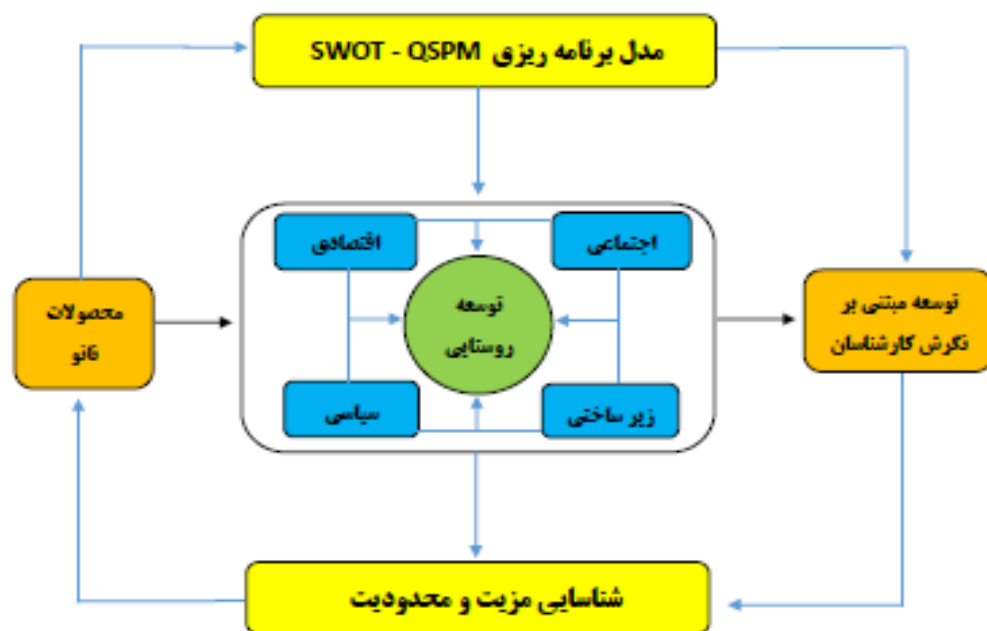 مدل برنامه ریزی SWOT - QSPM
اجتماعی
اقتصادی
توسعه
روستایی
زیر ساختی
سیاسی
توسعه مبتنی بر
نگرش کارشناسان
محصولات
نانو
شناسایی مزیت و محدودیت